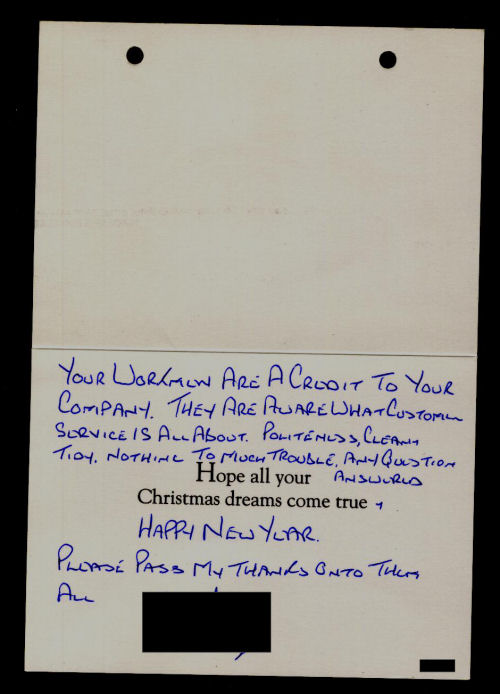 YOUR WORKMEN ARE A CREDIT TO YOUR
COMPANY. THEY ARE AWARE WHAT CUSTOMER
SERVICE IS ALL ABOUT. POLITENESS, CLEAN +
TIDY. NOTHING TO MUCH TROUBLE, ANY QUESTION
ANSWERED
Hope all your
Christmas dreams come true +
HAPPY NEW YEAR.
PLEASE PASS MY THANKS ONTO THEM
ALL